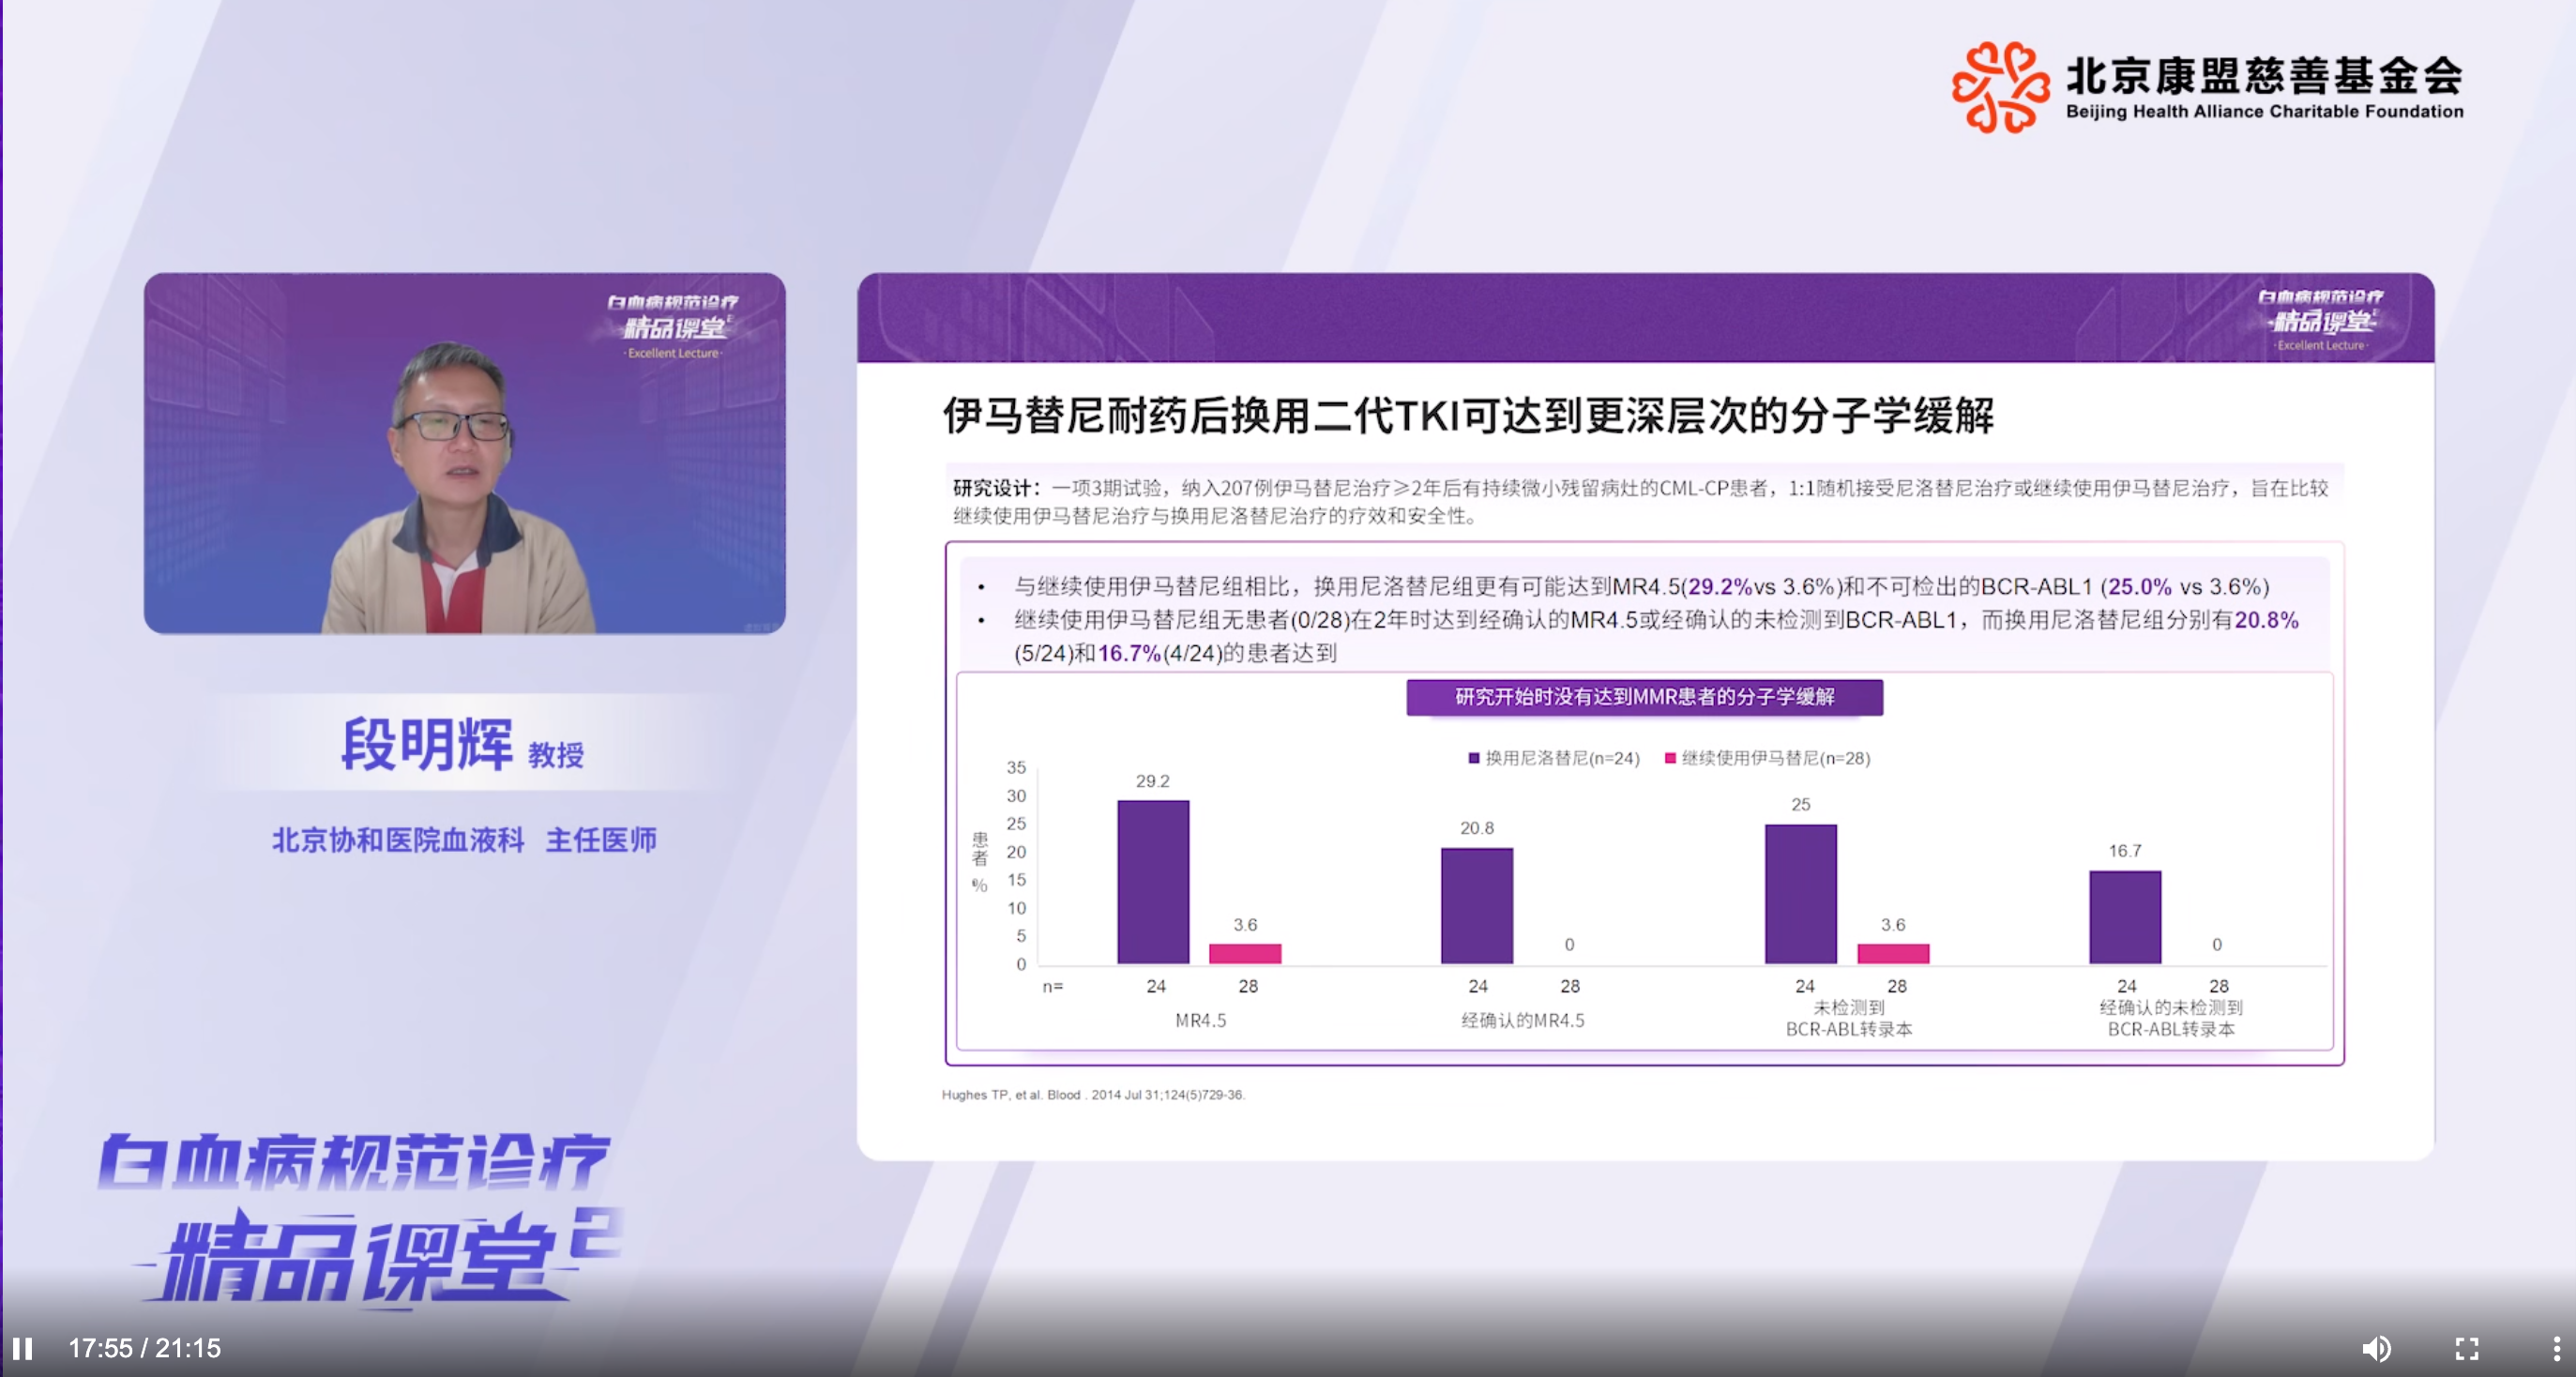 北京康盟慈善基金会
Beijing Health Alliance Charitable Foundation
白血病规范诊疗
精品课堂2
·Excellent Lecture·
段明辉 教授
北京协和医院血液科 主任医师
白血病规范诊疗
精品课堂2
白血病规范诊疗
精品课堂2
·Excellent Lecture·
伊马替尼耐药后换用二代TKI可达到更深层次的分子学缓解
研究设计：一项3期试验，纳入207例伊马替尼治疗≥2年后有持续微小残留病灶的CML-CP患者，1:1随机接受尼洛替尼治疗或继续使用伊马替尼治疗，旨在比较
继续使用伊马替尼治疗与换用尼洛替尼治疗的疗效和安全性。
• 与继续使用伊马替尼组相比，换用尼洛替尼组更有可能达到MR4.5(29.2%vs 3.6%)和不可检出的BCR-ABL1 (25.0% vs 3.6%)
• 继续使用伊马替尼组无患者(0/28)在2年时达到经确认的MR4.5或经确认的未检测到BCR-ABL1，而换用尼洛替尼组分别有20.8%
(5/24)和16.7%(4/24)的患者达到
研究开始时没有达到MMR患者的分子学缓解
换用尼洛替尼(n=24) 继续使用伊马替尼(n=28)
患者 %
35
30
25
20
15
10
5
0
29.2 3.6 20.8 0 25 3.6 16.7 0
n= 24 28 24 28 24 28 24 28
MR4.5
经确认的MR4.5
未检测到
BCR-ABL转录本
经确认的未检测到
BCR-ABL转录本
Hughes TP, et al. Blood . 2014 Jul 31;124(5)729-36.
17:55 / 21:15